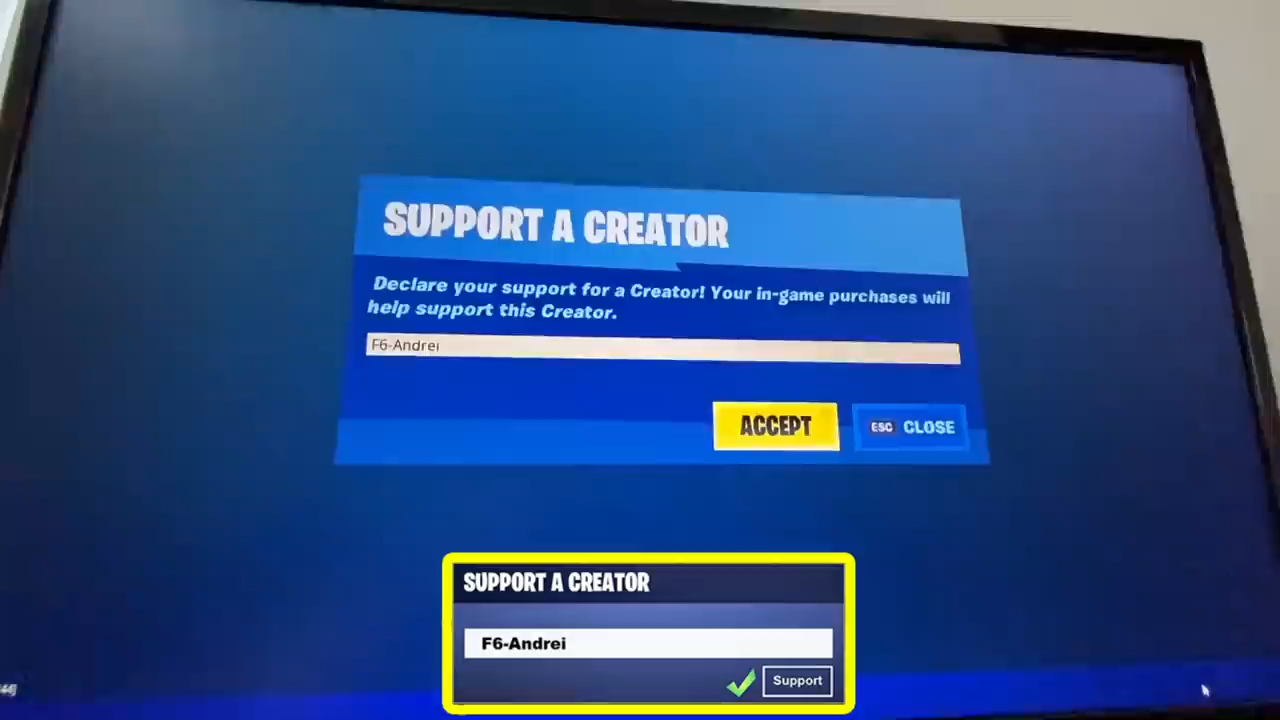 SUPPORT A CREATOR
Declare your support for a Creator! Your in-game purchases will
help support this Creator.
F6-Andrei
ACCEPT
ESC CLOSE
SUPPORT A CREATOR
F6-Andrei
Support